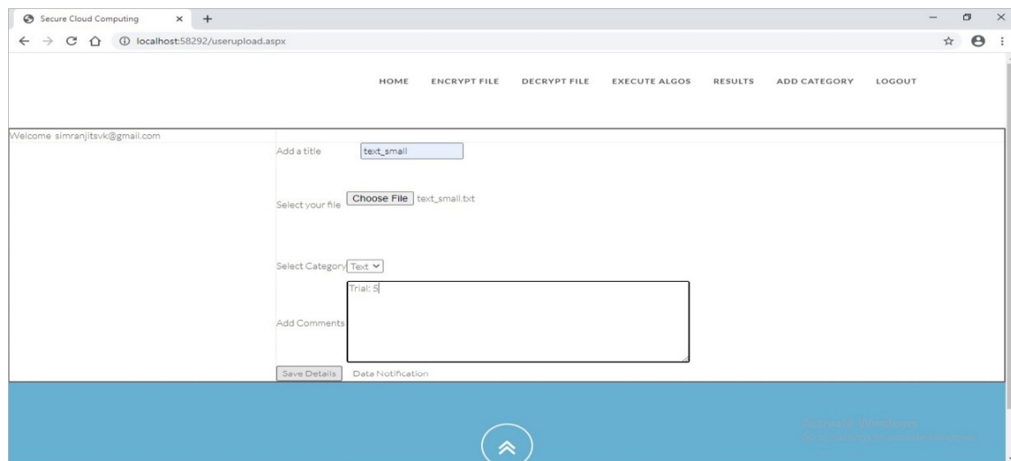 Secure Cloud Computing
localhost:58292/userupload.aspx
HOME ENCRYPT FILE DECRYPT FILE EXECUTE ALGOS RESULTS ADD CATEGORY LOGOUT
Welcome simranjitsvk@gmail.com
Add a title text_small
Select your file Choose File text_small.txt
Select Category Text
Trial: 5
Add Comments
Save Details Data Notification
Activate Windows